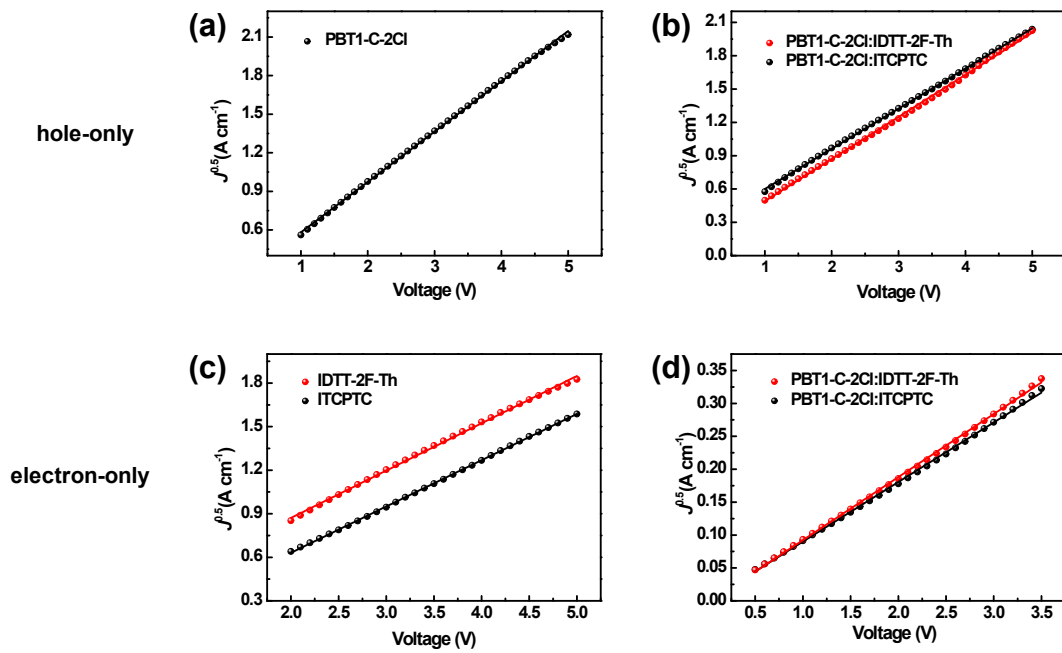 hole-only
(a)
PBT1-C-2Cl
2.1
1.8
1.5
1.2
0.9
0.6
J^0.5(A cm^-1)
1 2 3 4 5
Voltage (V)
(b)
PBT1-C-2Cl:IDTT-2F-Th
PBT1-C-2Cl:ITCPTC
2.1
1.8
1.5
1.2
0.9
0.6
0.3
0.0
J^0.5(A cm^-1)
1 2 3 4 5
Voltage (V)
electron-only
(c)
IDTT-2F-Th
ITCPTC
1.8
1.5
1.2
0.9
0.6
0.3
J^0.5(A cm^-1)
2.0 2.5 3.0 3.5 4.0 4.5 5.0
Voltage (V)
(d)
PBT1-C-2Cl:IDTT-2F-Th
PBT1-C-2Cl:ITCPTC
0.35
0.30
0.25
0.20
0.15
0.10
0.05
0.00
J^0.5(A cm^-1)
0.5 1.0 1.5 2.0 2.5 3.0 3.5
Voltage (V)